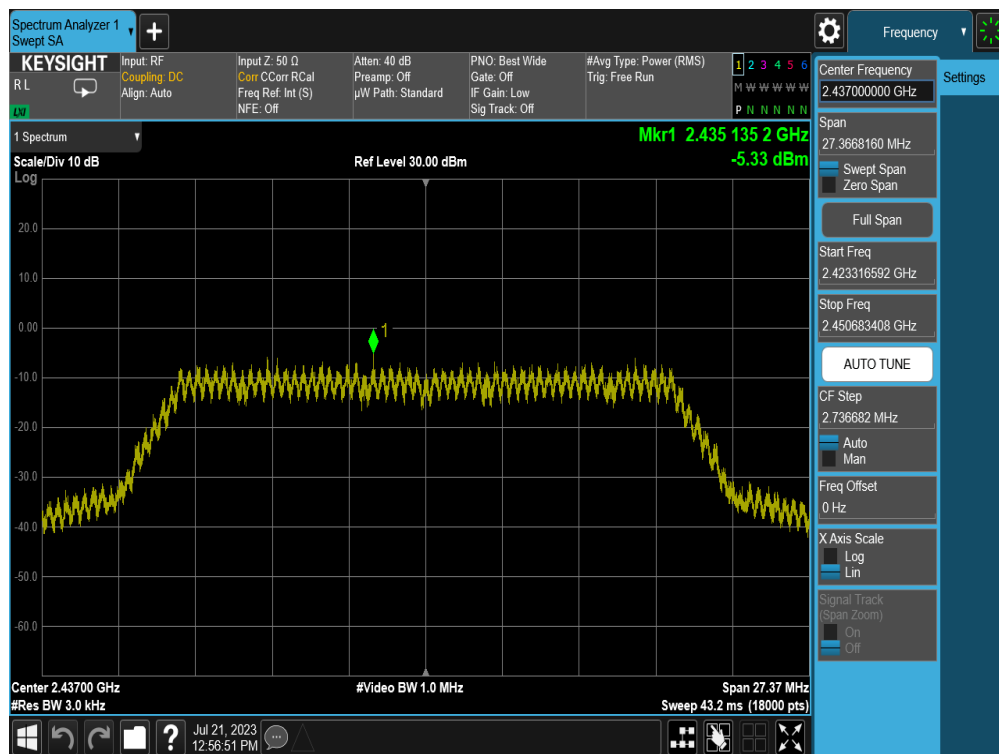 Spectrum Analyzer 1
Swept SA
Frequency
KEYSIGHT
R L
LXI
Input: RF
Coupling: DC
Align: Auto
Input Z: 50 Ω
Corr CCorr RCal
Freq Ref: Int (S)
NFE: Off
Atten: 40 dB
Preamp: Off
µW Path: Standard
PNO: Best Wide
Gate: Off
IF Gain: Low
Sig Track: Off
#Avg Type: Power (RMS)
Trig: Free Run
1 2 3 4 5 6
M W W W W W
P N N N N N
1 Spectrum
Scale/Div 10 dB
Log
Ref Level 30.00 dBm
Mkr1 2.435 135 2 GHz
-5.33 dBm
20.0
10.0
0.00
-10.0
-20.0
-30.0
-40.0
-50.0
-60.0
1
Center 2.43700 GHz
#Res BW 3.0 kHz
#Video BW 1.0 MHz
Span 27.37 MHz
Sweep 43.2 ms (18000 pts)
Center Frequency
2.437000000 GHz
Settings
Span
27.3668160 MHz
Swept Span
Zero Span
Full Span
Start Freq
2.423316592 GHz
Stop Freq
2.450683408 GHz
AUTO TUNE
CF Step
2.736682 MHz
Auto
Man
Freq Offset
0 Hz
X Axis Scale
Log
Lin
Signal Track
(Span Zoom)
On
Off
?
Jul 21, 2023
12:56:51 PM